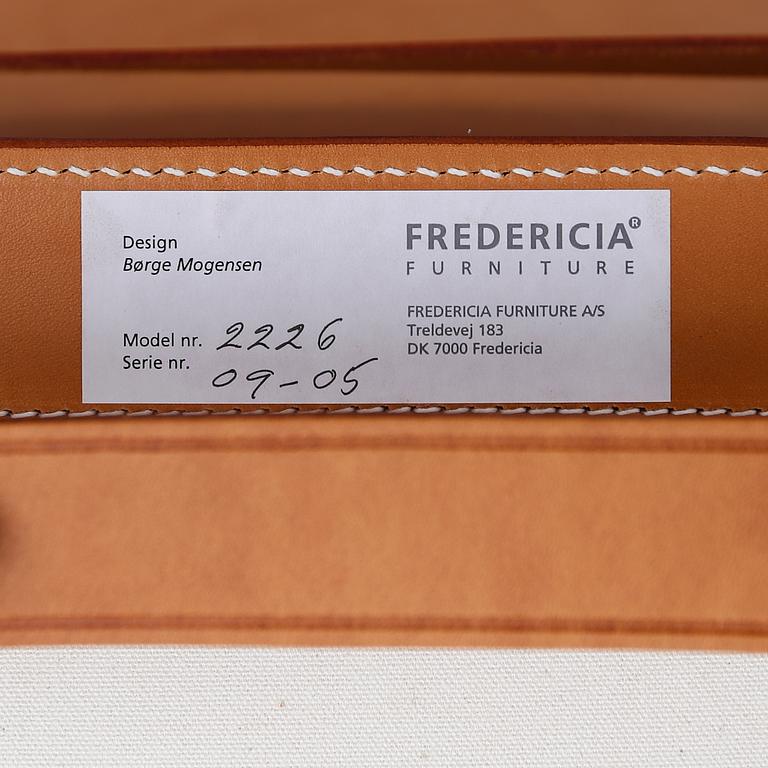 Design
Børge Mogensen
Model nr. 2226
Serie nr. 09-05
FREDERICIA®
FURNITURE
FREDERICIA FURNITURE A/S
Treldevej 183
DK 7000 Fredericia